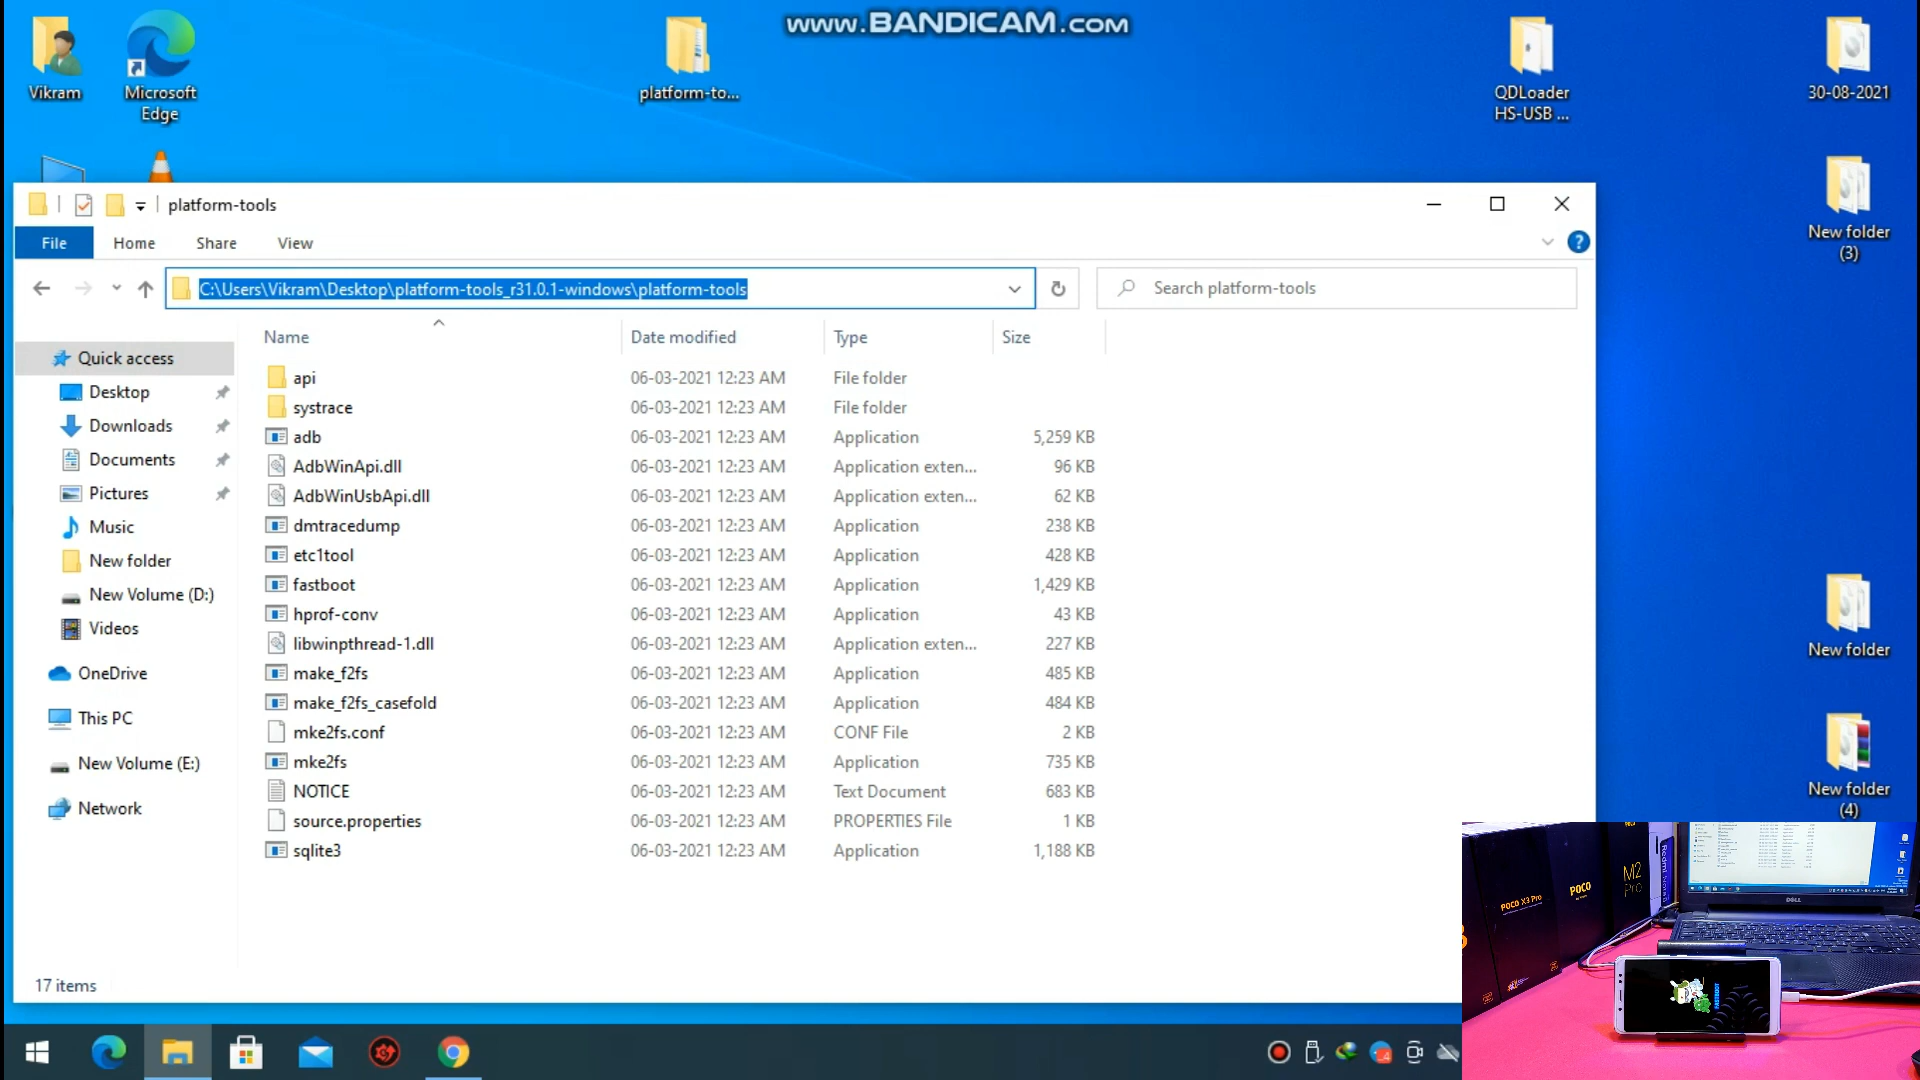 www.BANDICAM.com
Vikram
Microsoft
Edge
platform-to...
QDLoader
HS-USB ...
30-08-2021
New folder
(3)
New folder
New folder
(4)
platform-tools
File
Home
Share
View
C:\Users\Vikram\Desktop\platform-tools_r31.0.1-windows\platform-tools
Search platform-tools
Quick access
Desktop
Downloads
Documents
Pictures
Music
New folder
New Volume (D:)
Videos
OneDrive
This PC
New Volume (E:)
Network
Name Date modified Type Size
api 06-03-2021 12:23 AM File folder
systrace 06-03-2021 12:23 AM File folder
adb 06-03-2021 12:23 AM Application 5,259 KB
AdbWinApi.dll 06-03-2021 12:23 AM Application exten... 96 KB
AdbWinUsbApi.dll 06-03-2021 12:23 AM Application exten... 62 KB
dmtracedump 06-03-2021 12:23 AM Application 238 KB
etc1tool 06-03-2021 12:23 AM Application 428 KB
fastboot 06-03-2021 12:23 AM Application 1,429 KB
hprof-conv 06-03-2021 12:23 AM Application 43 KB
libwinpthread-1.dll 06-03-2021 12:23 AM Application exten... 227 KB
make_f2fs 06-03-2021 12:23 AM Application 485 KB
make_f2fs_casefold 06-03-2021 12:23 AM Application 484 KB
mke2fs.conf 06-03-2021 12:23 AM CONF File 2 KB
mke2fs 06-03-2021 12:23 AM Application 735 KB
NOTICE 06-03-2021 12:23 AM Text Document 683 KB
source.properties 06-03-2021 12:23 AM PROPERTIES File 1 KB
sqlite3 06-03-2021 12:23 AM Application 1,188 KB
17 items
POCO X3 Pro
POCO
M2
Pro
DELL
FASTBOOT